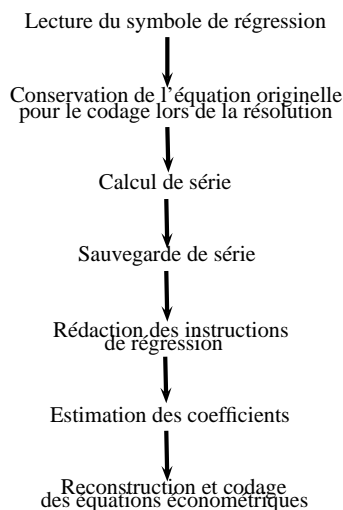 Lecture du symbole de régression
Conservation de l'équation originelle
pour le codage lors de la résolution
Calcul de série
Sauvegarde de série
Rédaction des instructions
de régression
Estimation des coefficients
Reconstruction et codage
des équations économétriques